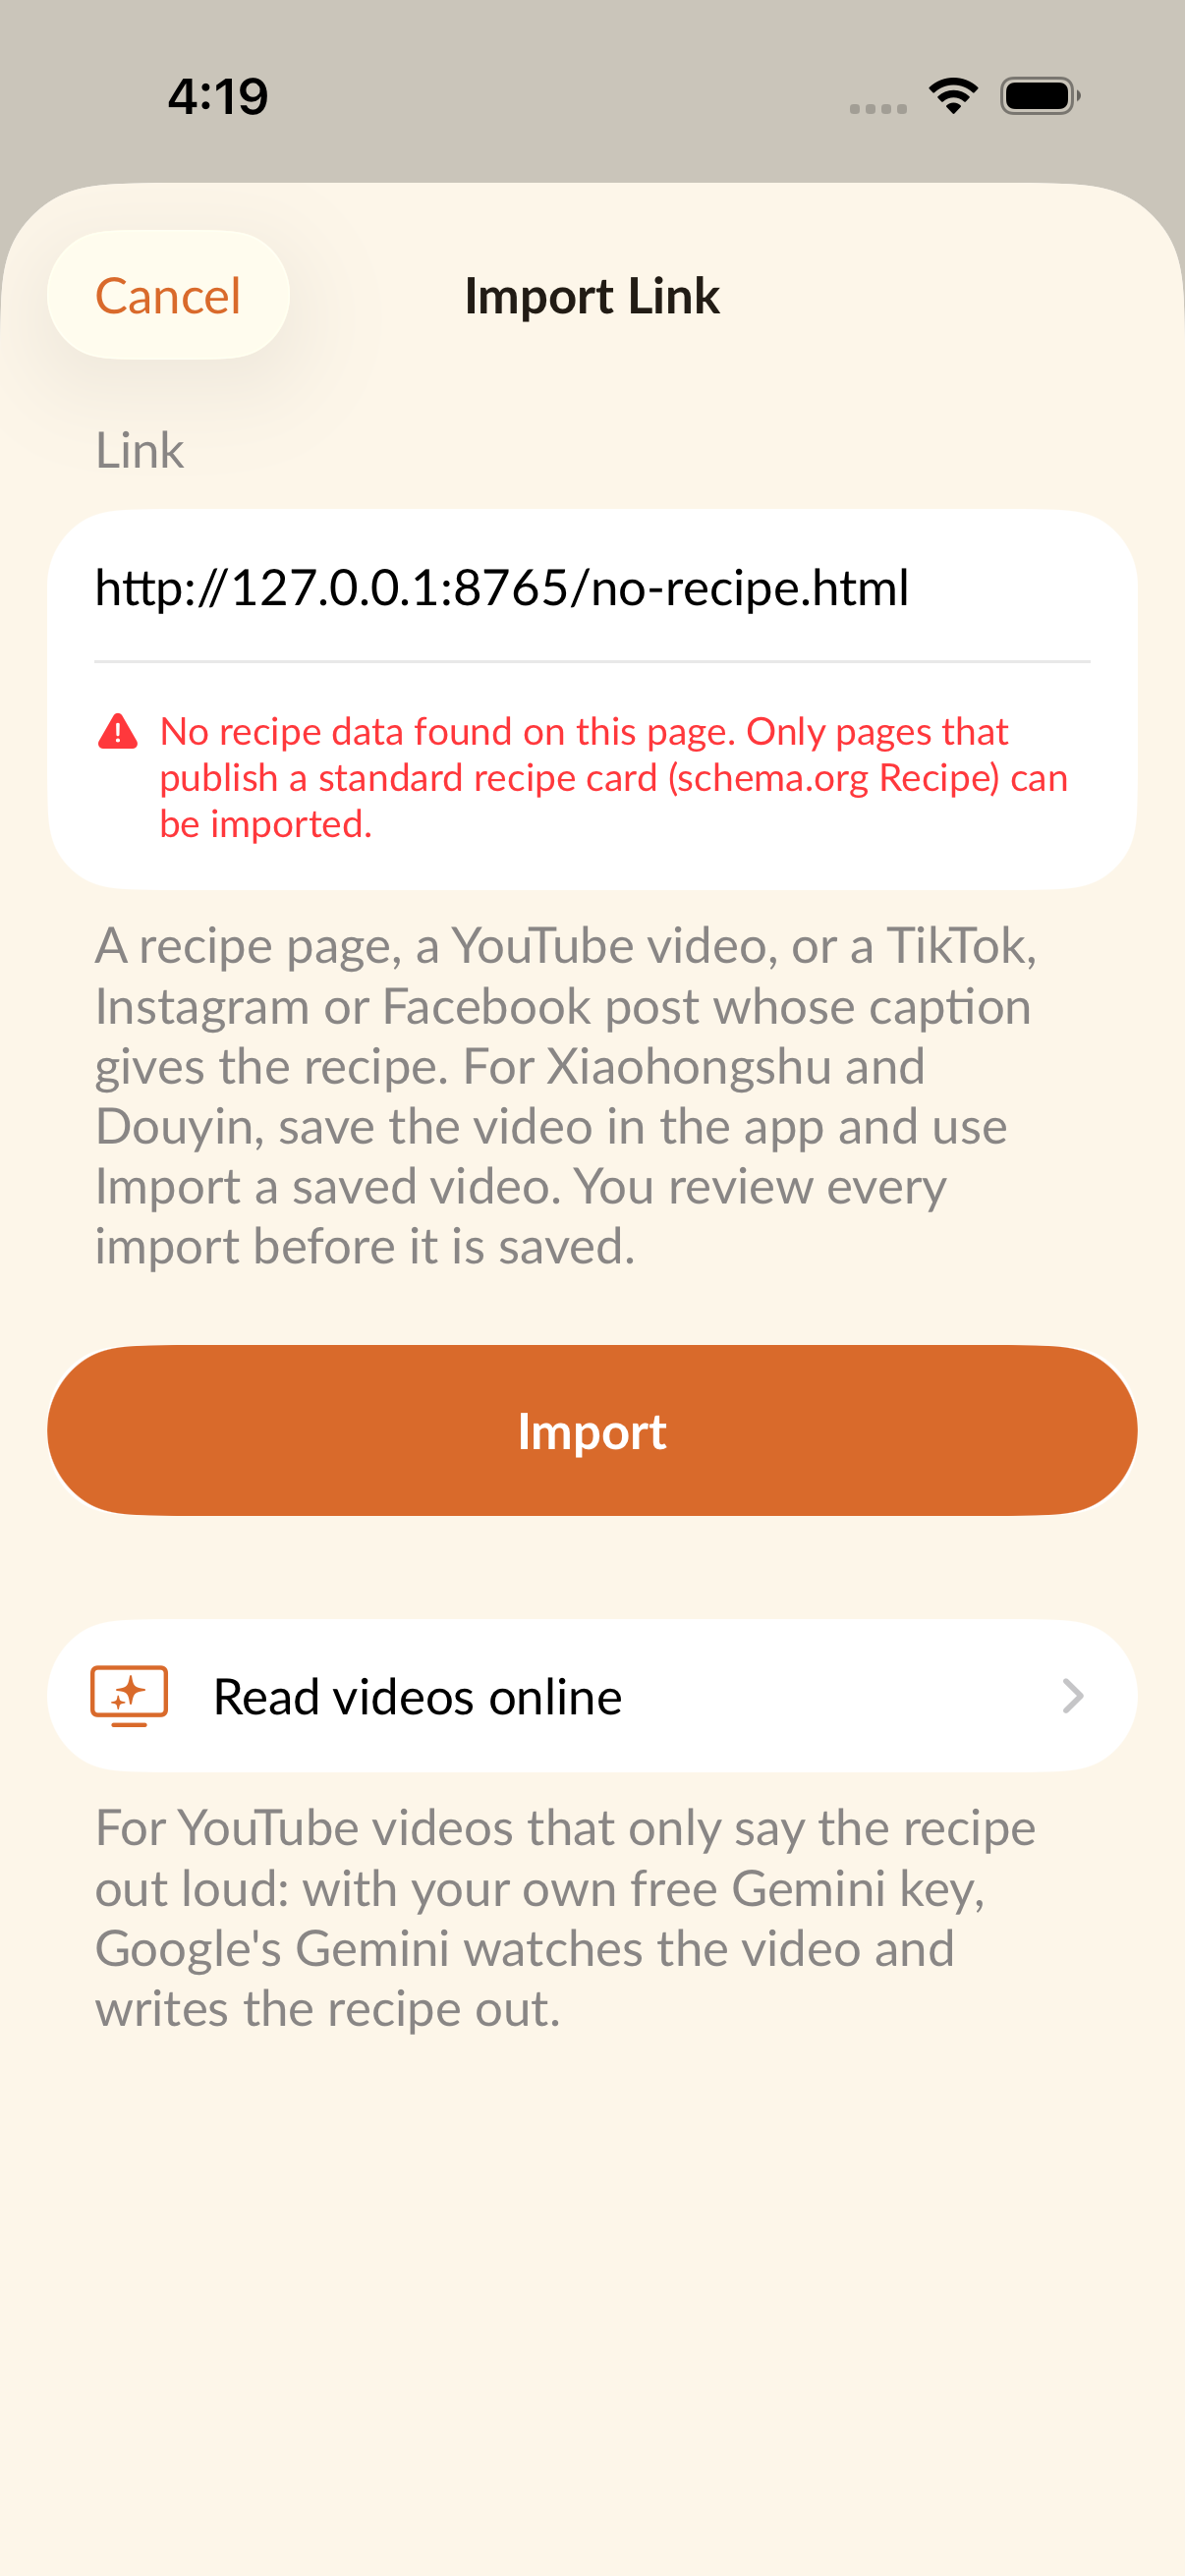 4:19
Cancel
Import Link
Link
http://127.0.0.1:8765/no-recipe.html
No recipe data found on this page. Only pages that
publish a standard recipe card (schema.org Recipe) can
be imported.
A recipe page, a YouTube video, or a TikTok,
Instagram or Facebook post whose caption
gives the recipe. For Xiaohongshu and
Douyin, save the video in the app and use
Import a saved video. You review every
import before it is saved.
Import
Read videos online
For YouTube videos that only say the recipe
out loud: with your own free Gemini key,
Google's Gemini watches the video and
writes the recipe out.